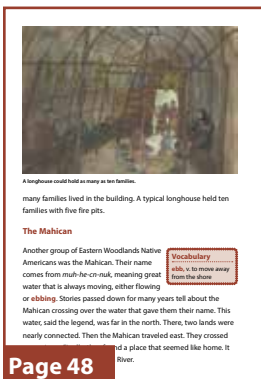 A longhouse could hold as many as ten families.
many families lived in the building. A typical longhouse held ten
families with five fire pits.
The Mahican
Another group of Eastern Woodlands Native
Americans was the Mahican. Their name
comes from muh-he-cn-nuk, meaning great
water that is always moving, either flowing
or ebbing. Stories passed down for many years tell about the
Mahican crossing over the water that gave them their name. This
water, said the legend, was far in the north. There, two lands were
nearly connected. Then the Mahican traveled east. They crossed
a place that seemed like home. It
River.
Vocabulary
ebb, v. to move away
from the shore
Page 48